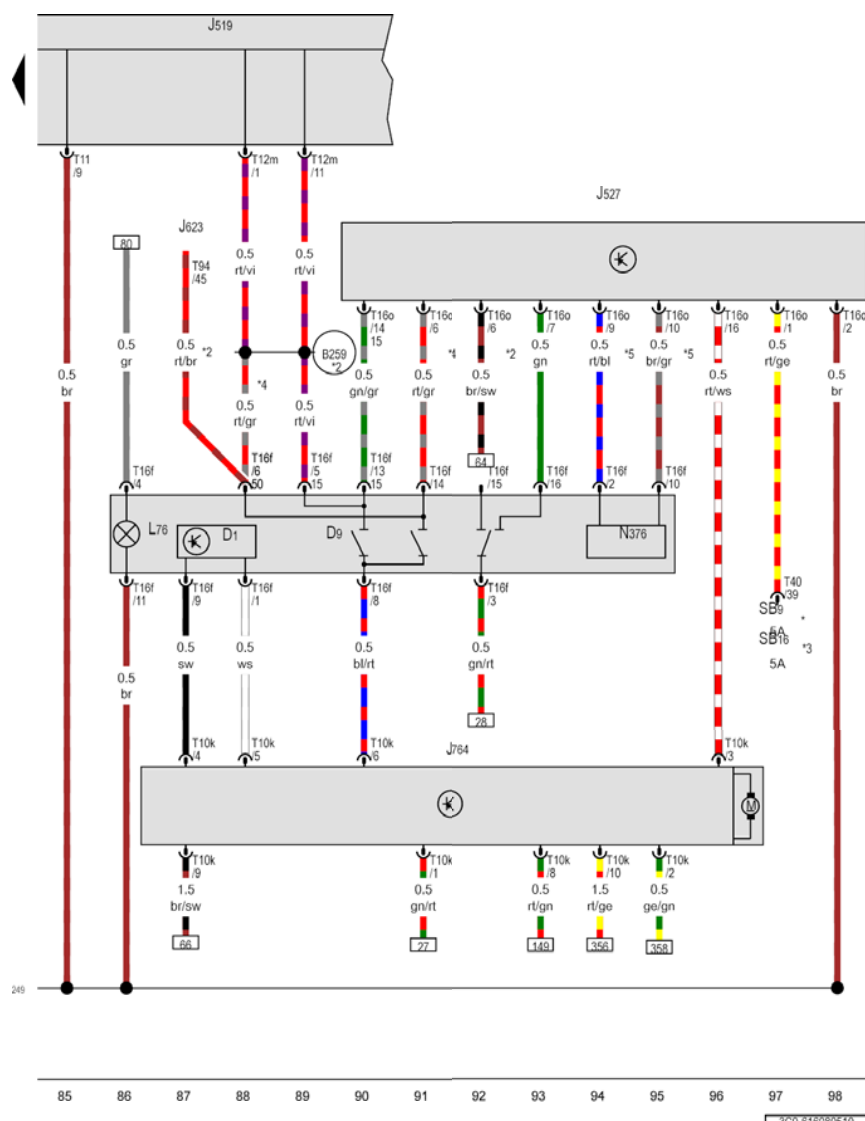 J519
T11
/9
T12m
/1
T12m
/11
J527
J623
80
T94
/45
0.5
rt/vi
0.5
rt/vi
T16o
/14
15
T16o
/6
T16o
/6
T16o
/7
T16o
/9
T16o
/10
T16o
/16
T16o
/1
T16o
/2
0.5
gr
0.5
rt/br
*2
B259
*2
0.5
gn/gr
0.5
rt/gr
*4
0.5
br/sw
*2
0.5
gn
0.5
rt/bl
*5
0.5
br/gr
*5
0.5
rt/ws
0.5
rt/ge
0.5
br
0.5
br
*4
0.5
rt/gr
0.5
rt/vi
64
T16f
/4
T16f
/6
50
T16f
/5
15
T16f
/13
15
T16f
/14
T16f
/15
T16f
/16
T16f
/2
T16f
/10
L76
D1
D9
N376
T16f
/11
T16f
/9
T16f
/1
T16f
/8
T16f
/3
T40
/39
SB9
5A
*
SB16
5A
*3
0.5
br
0.5
sw
0.5
ws
0.5
bl/rt
0.5
gn/rt
28
J764
T10k
/4
T10k
/5
T10k
/6
T10k
/3
M
T10k
/9
T10k
/1
T10k
/8
T10k
/10
T10k
/2
1.5
br/sw
0.5
gn/rt
0.5
rt/gn
1.5
rt/ge
0.5
ge/gn
66
27
149
356
358
249
85 86 87 88 89 90 91 92 93 94 95 96 97 98